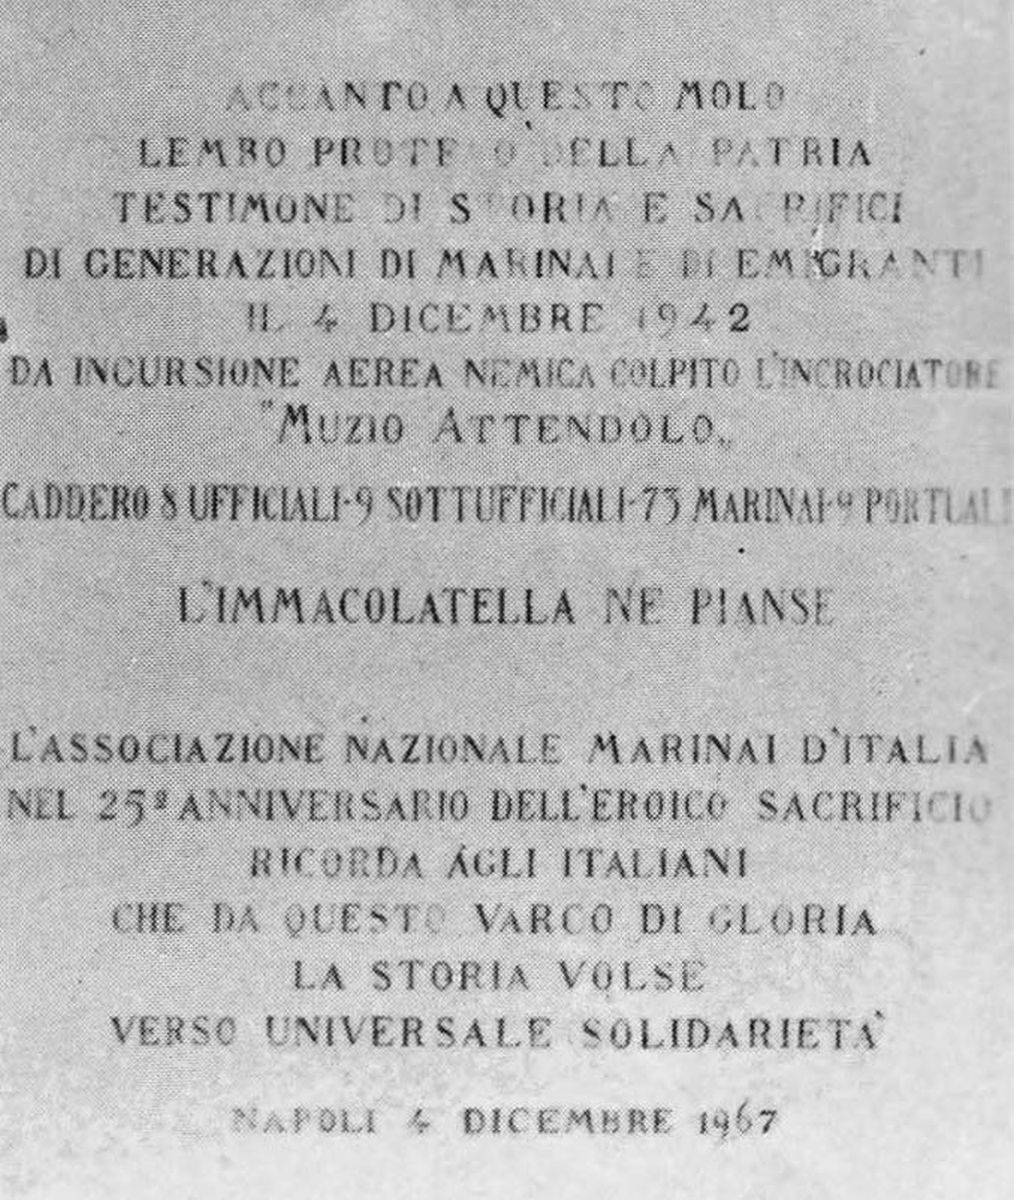 ACCANTO A QUESTO MOLO
LEMBO PROTESO DELLA PATRIA
TESTIMONE DI STORIA E SACRIFICI
DI GENERAZIONI DI MARINAI E DI EMIGRANTI
IL 4 DICEMBRE 1942
DA INCURSIONE AEREA NEMICA COLPITO L'INCROCIATORE
"MUZIO ATTENDOLO„
CADDERO 8 UFFICIALI-9 SOTTUFFICIALI-73 MARINAI-9 PORTUALI
L'IMMACOLATELLA NE PIANSE
L'ASSOCIAZIONE NAZIONALE MARINAI D'ITALIA
NEL 25º ANNIVERSARIO DELL'EROICO SACRIFICIO
RICORDA AGLI ITALIANI
CHE DA QUESTO VARCO DI GLORIA
LA STORIA VOLSE
VERSO UNIVERSALE SOLIDARIETA'
NAPOLI 4 DICEMBRE 1967